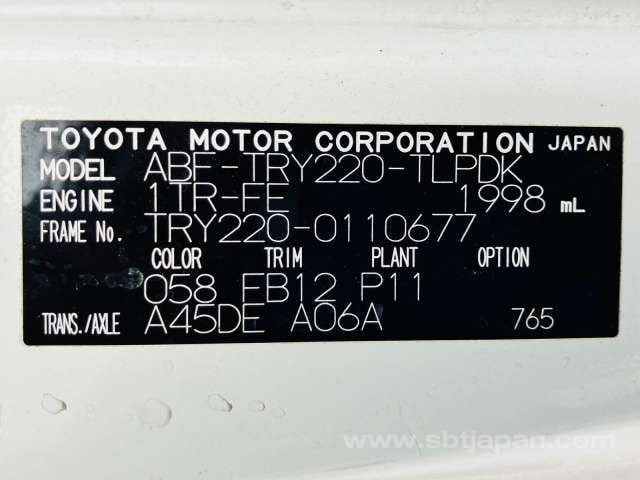 TOYOTA MOTOR CORPORATION JAPAN
MODEL ABF-TRY220-TLPDK
ENGINE 1TR-FE 1998 mL
FRAME No. TRY220-0110677
COLOR TRIM PLANT OPTION
058 FB12 P11
TRANS./AXLE A45DE A06A 765
www.sbtjapan.com